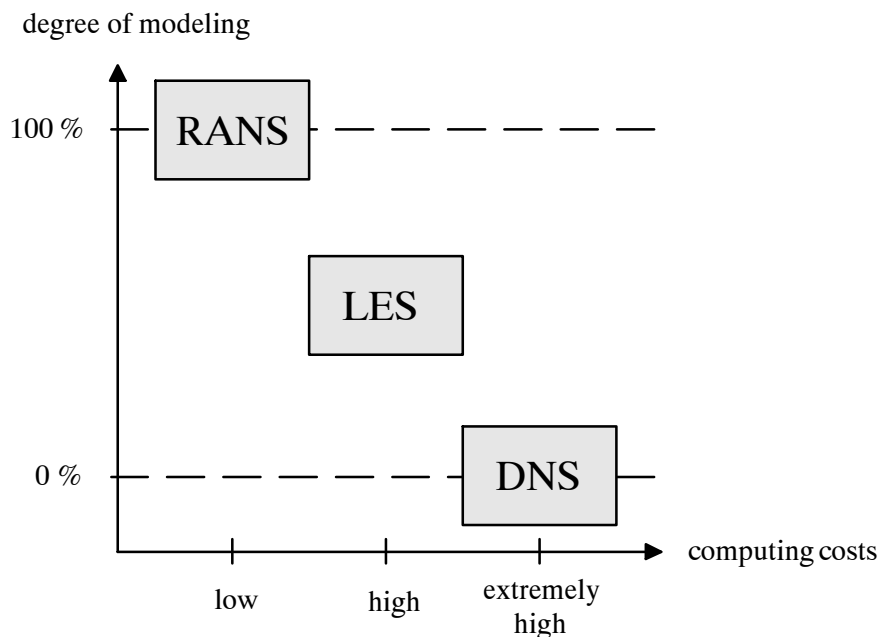 degree of modeling
100 %
RANS
LES
0 %
DNS
computing costs
low
high
extremely
high